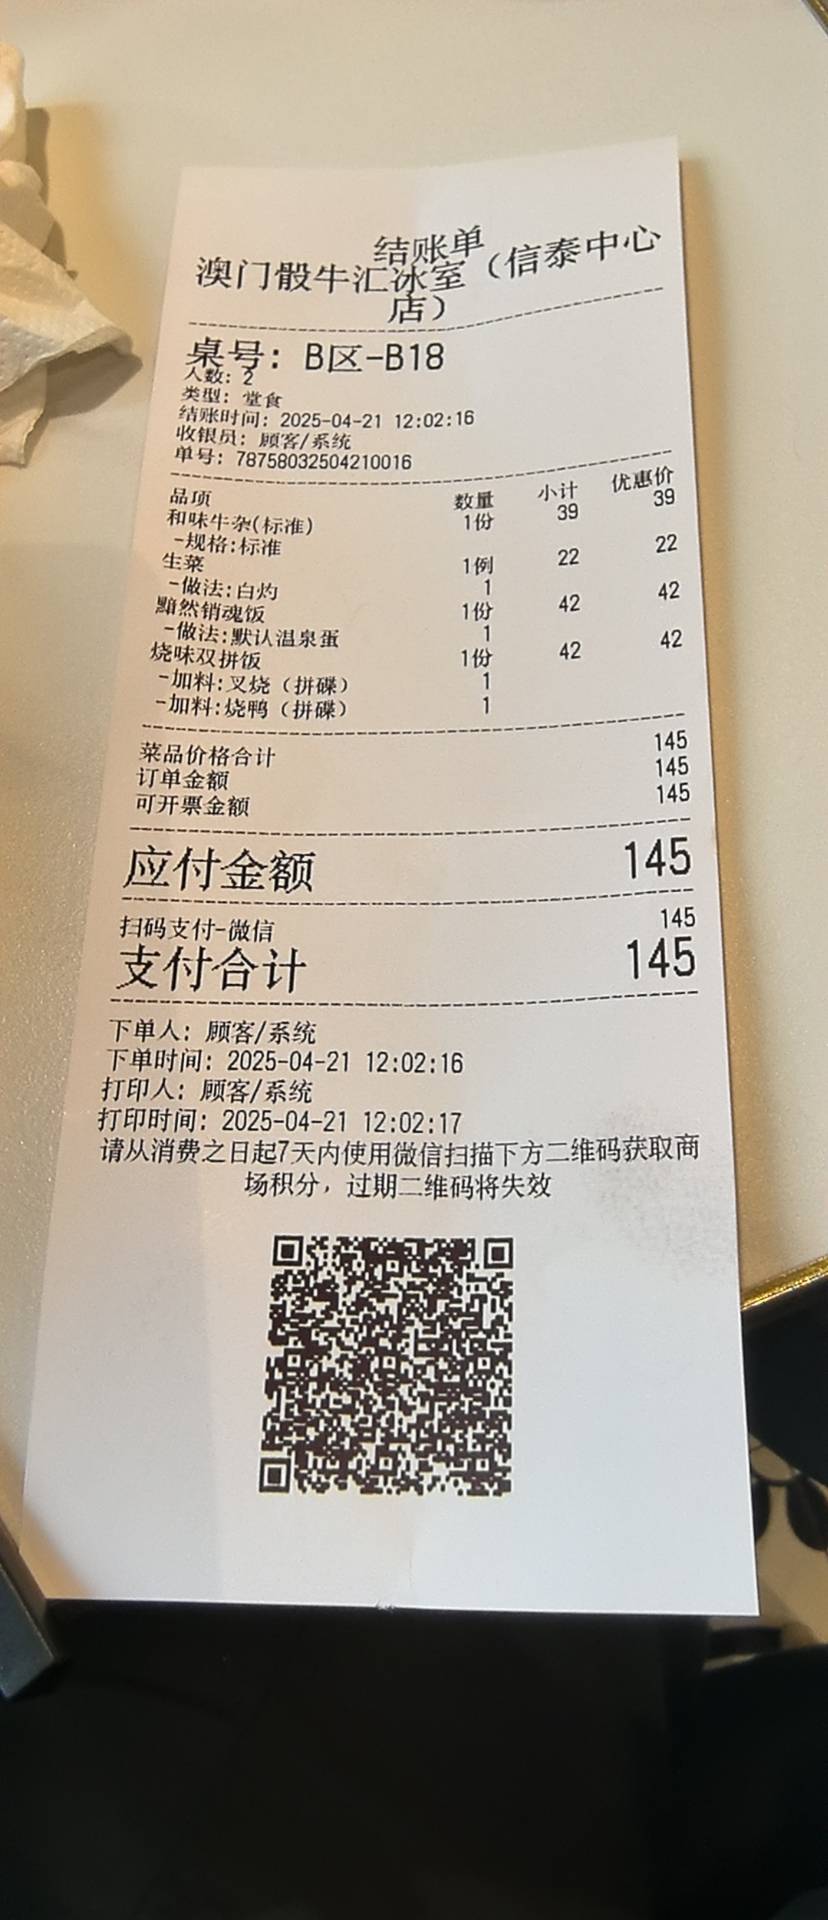 结账单
澳门骰牛汇冰室（信泰中心
店）
桌号：B区-B18
人数：2
类型：堂食
结账时间：2025-04-21 12:02:16
收银员：顾客/系统
单号：78758032504210016
品项 数量 小计 优惠价
和味牛杂(标准) 1份 39 39
-规格:标准
生菜 1例 22 22
-做法:白灼 1
黯然销魂饭 1份 42 42
-做法:默认温泉蛋 1
烧味双拼饭 1份 42 42
-加料:叉烧（拼碟） 1
-加料:烧鸭（拼碟） 1
菜品价格合计 145
订单金额 145
可开票金额 145
应付金额 145
扫码支付-微信 145
支付合计 145
下单人：顾客/系统
下单时间：2025-04-21 12:02:16
打印人：顾客/系统
打印时间：2025-04-21 12:02:17
请从消费之日起7天内使用微信扫描下方二维码获取商
场积分，过期二维码将失效